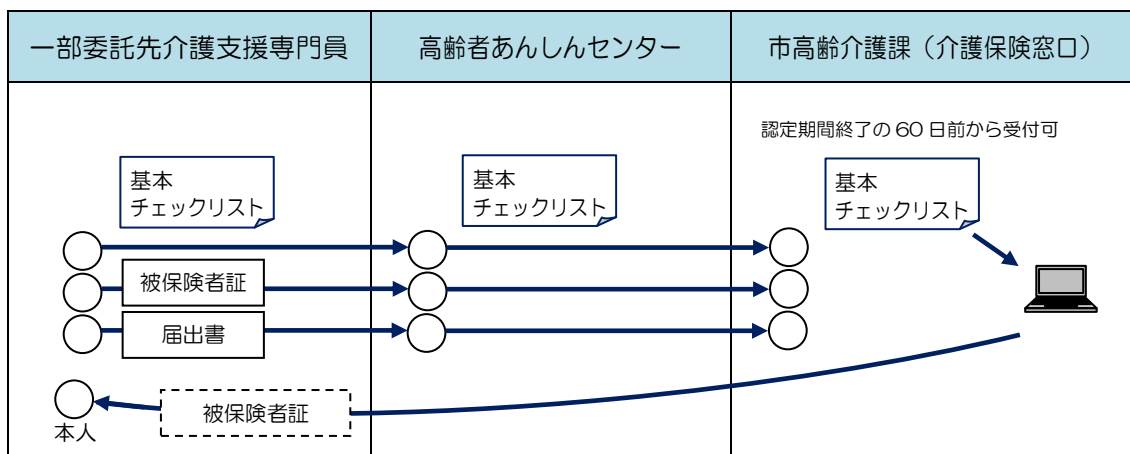 一部委託先介護支援専門員
高齢者あんしんセンター
市高齢介護課（介護保険窓口）
認定期間終了の 60 日前から受付可
基本
チェックリスト
基本
チェックリスト
基本
チェックリスト
被保険者証
届出書
被保険者証
本人